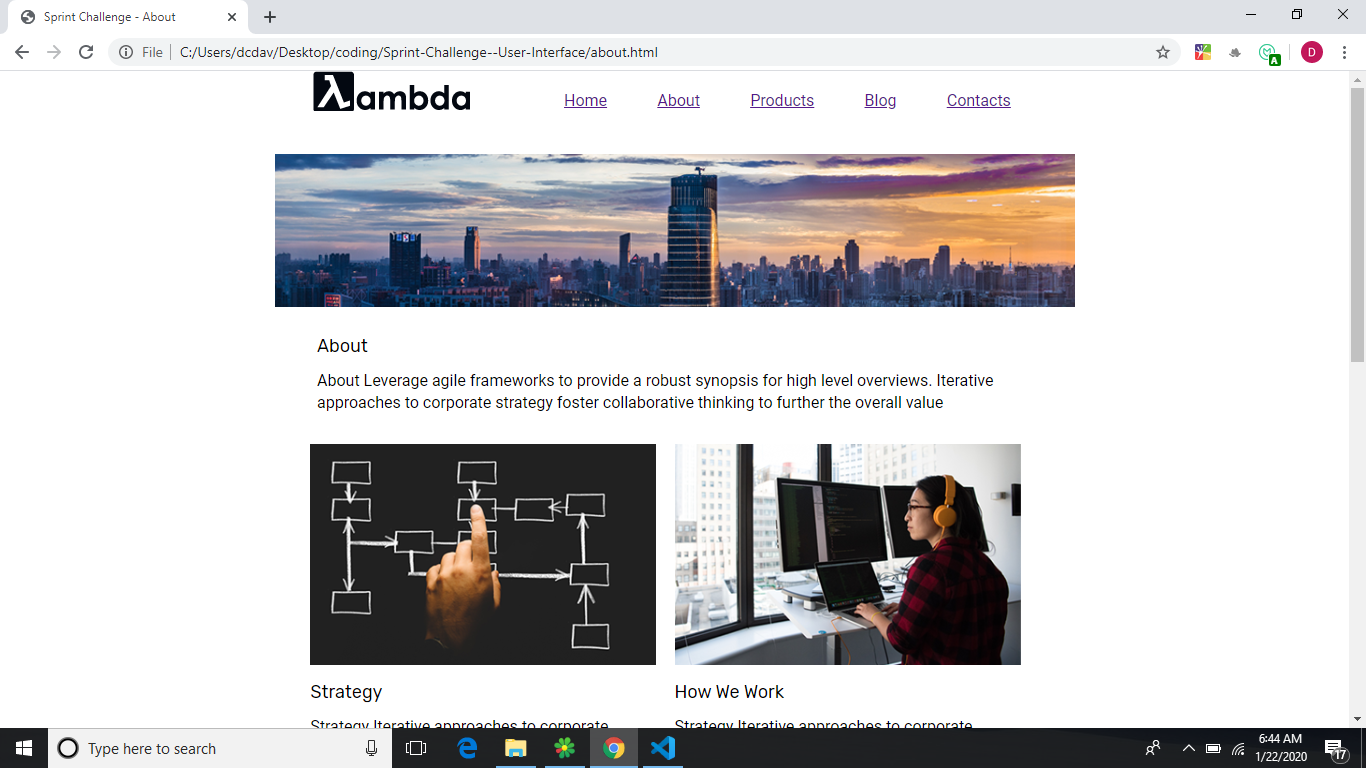 Sprint Challenge - About
File C:/Users/dcdav/Desktop/coding/Sprint-Challenge--User-Interface/about.html
D
A
λambda
Home About Products Blog Contacts
About
About Leverage agile frameworks to provide a robust synopsis for high level overviews. Iterative
approaches to corporate strategy foster collaborative thinking to further the overall value
Strategy
How We Work
Strategy Iterative approaches to corporate
Strategy Iterative approaches to corporate
Type here to search
6:44 AM
1/22/2020
17